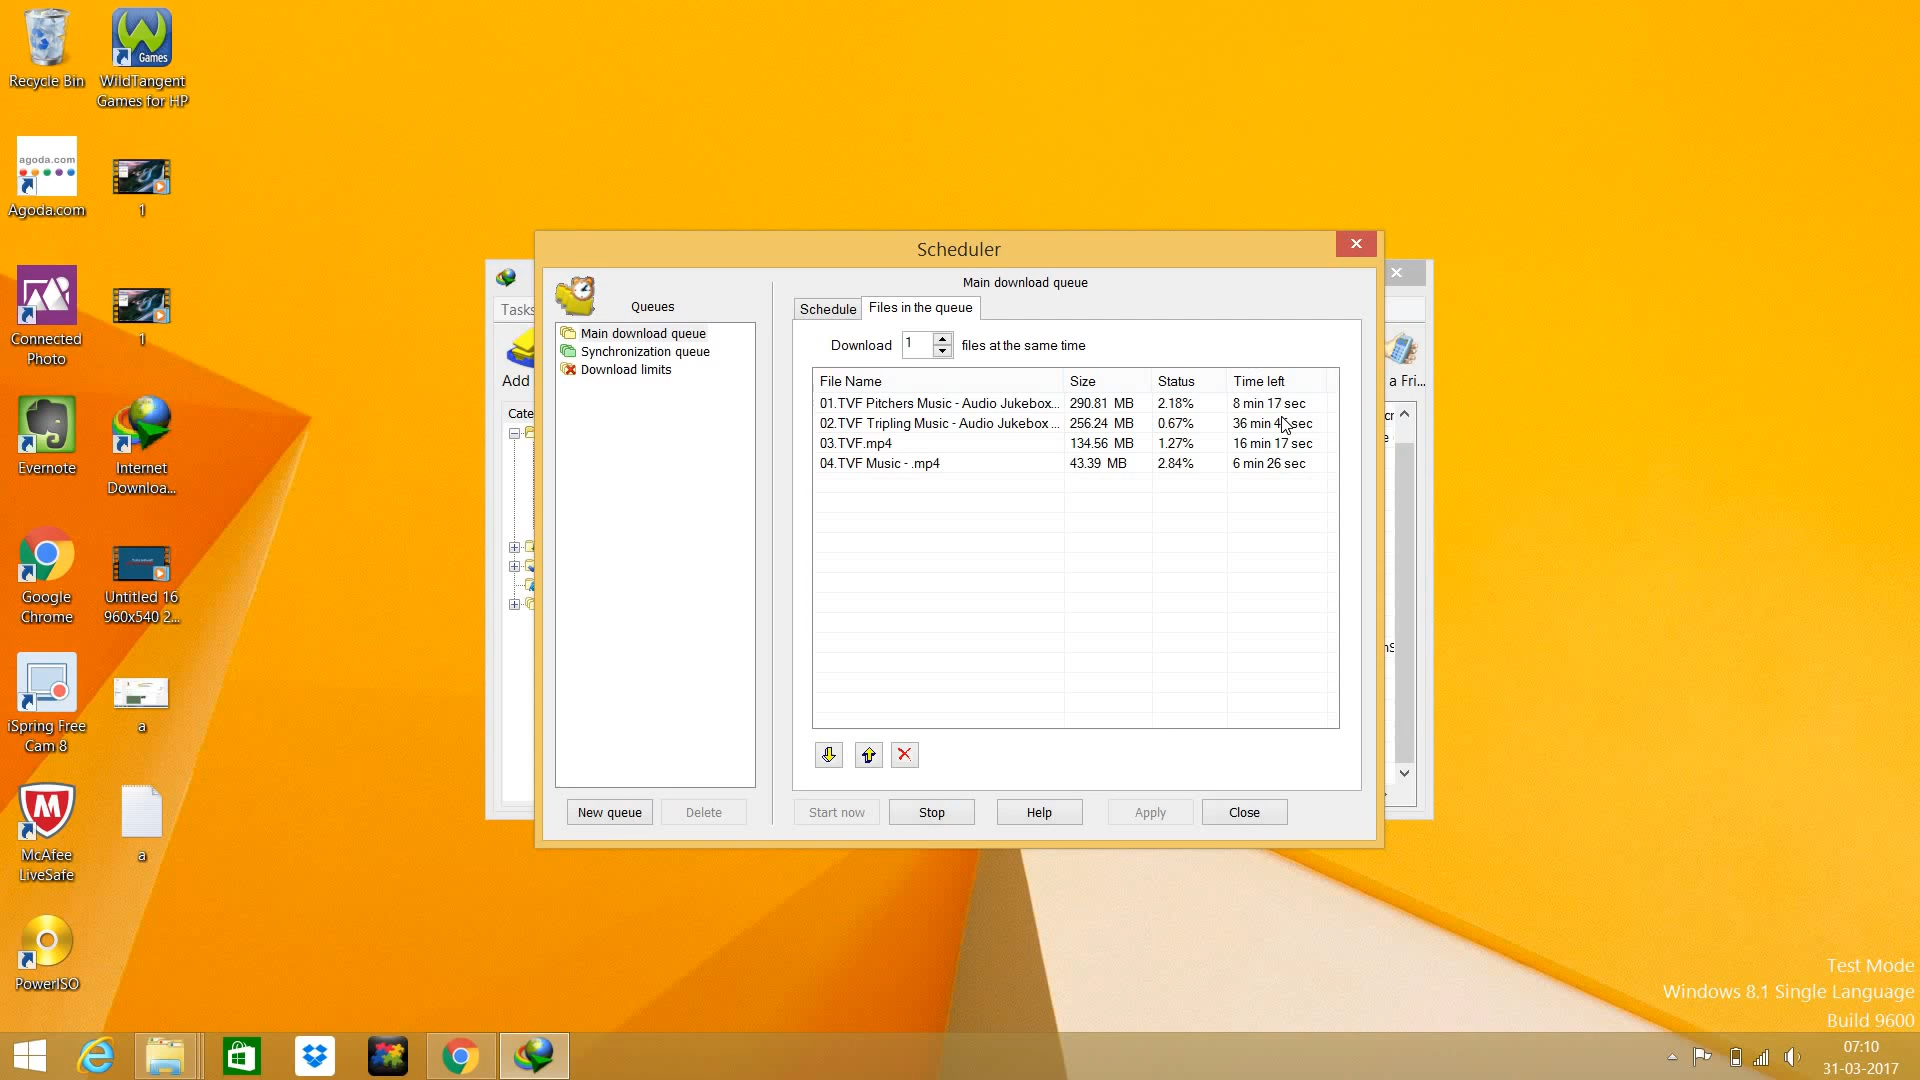 Recycle Bin
WildTangent
Games for HP
Games
agoda.com
Agoda.com
1
Connected
Photo
1
Evernote
Internet
Downloa...
Google
Chrome
Untitled 16
960x540 2...
iSpring Free
Cam 8
a
McAfee
LiveSafe
a
PowerISO
Tasks
Add
Cate
a Fri...
Scheduler
Queues
Main download queue
Synchronization queue
Download limits
New queue
Delete
Main download queue
Schedule
Files in the queue
Download 1 files at the same time
File Name Size Status Time left
01.TVF Pitchers Music - Audio Jukebox... 290.81 MB 2.18% 8 min 17 sec
02.TVF Tripling Music - Audio Jukebox ... 256.24 MB 0.67% 36 min sec
03.TVF.mp4 134.56 MB 1.27% 16 min 17 sec
04.TVF Music - .mp4 43.39 MB 2.84% 6 min 26 sec
Start now
Stop
Help
Apply
Close
Test Mode
Windows 8.1 Single Language
Build 9600
07:10
31-03-2017